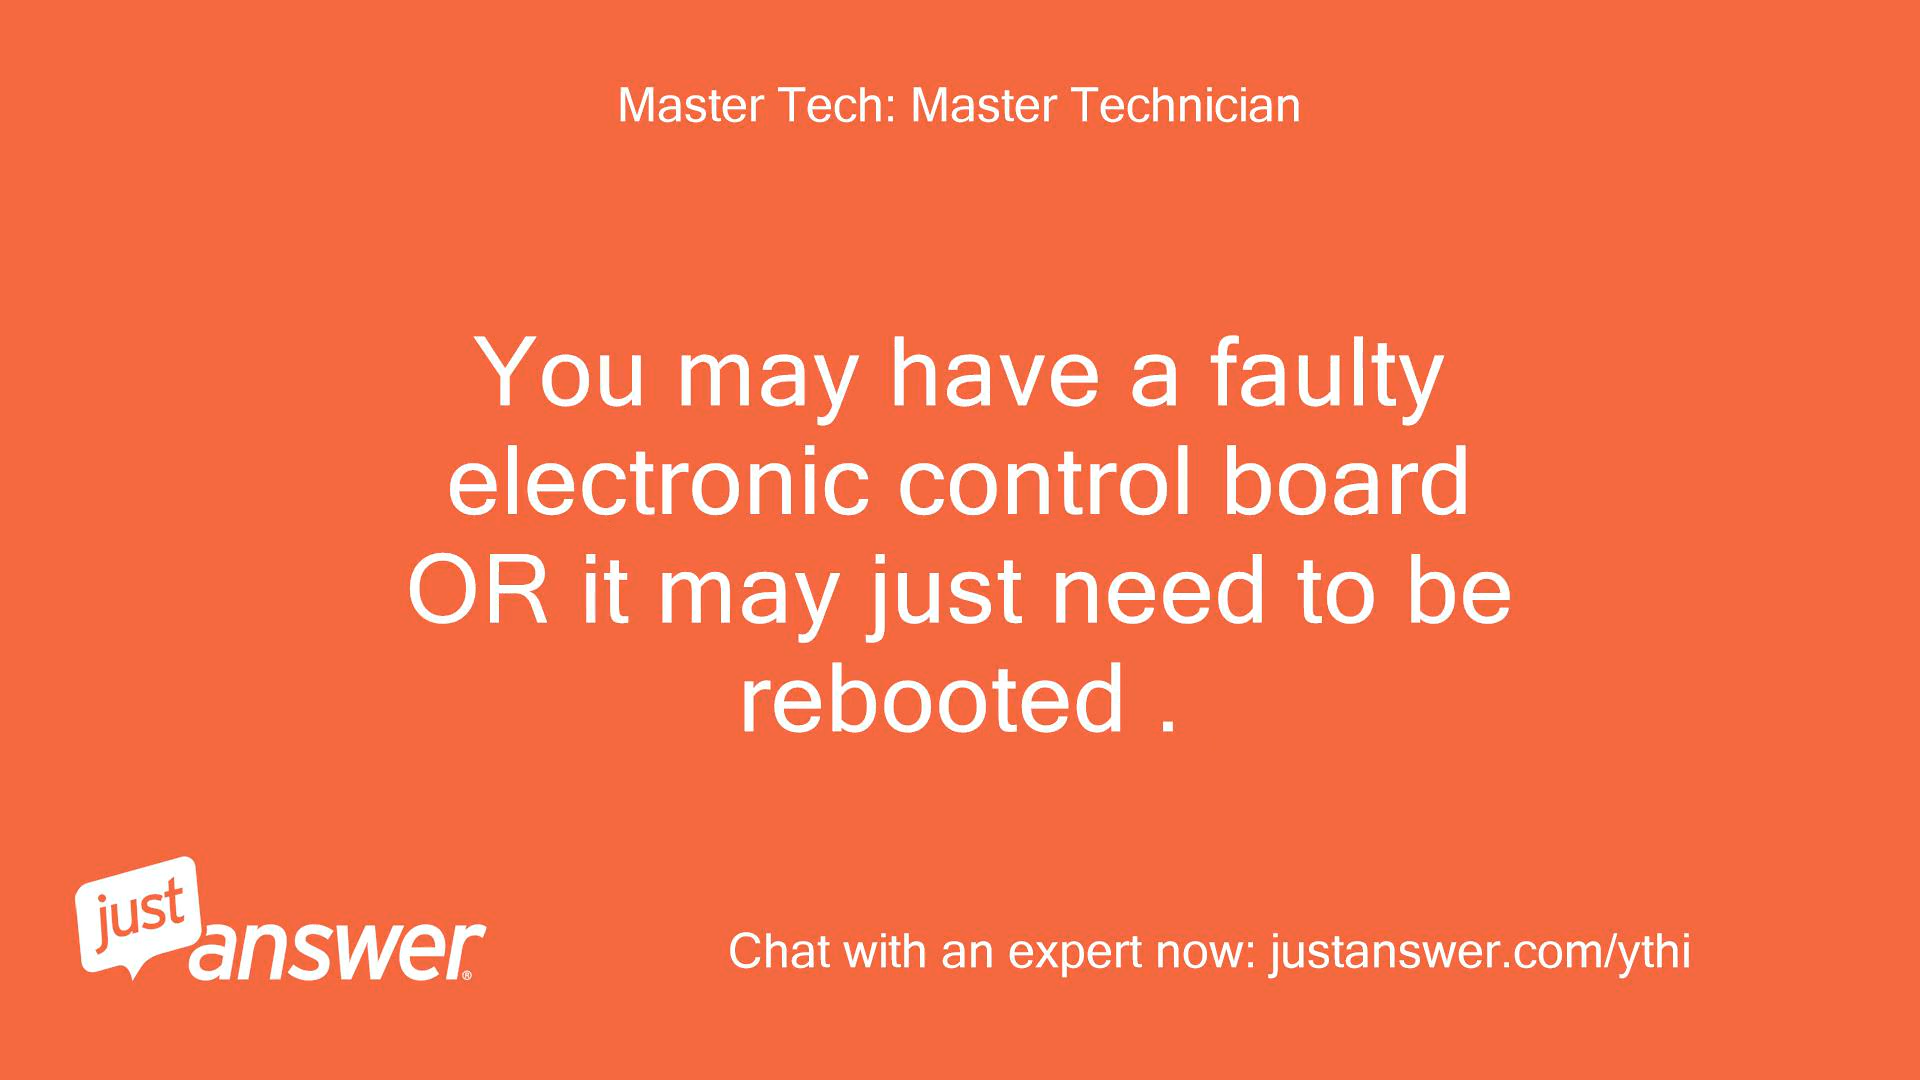 Master Tech: Master Technician
You may have a faulty
electronic control board
OR it may just need to be
rebooted .
just
answer®
Chat with an expert now: justanswer.com/ythi